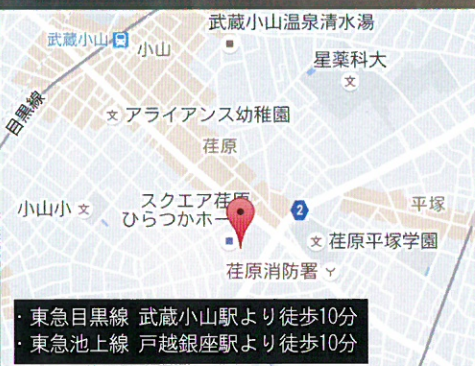 武蔵小山温泉清水湯
武蔵小山
小山
星薬科大
文
目黒線
文 アライアンス幼稚園
荏原
スクエア荏原
ひらつかホー
小山小 文
2
平塚
文 荏原平塚学園
荏原消防署
・東急目黒線 武蔵小山駅より徒歩10分
・東急池上線 戸越銀座駅より徒歩10分